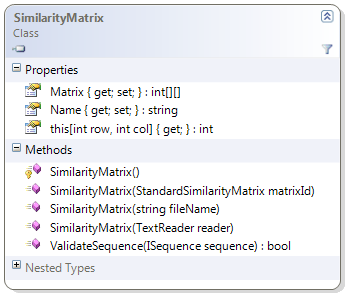 SimilarityMatrix
Class
Properties
Matrix { get; set; } : int[][]
Name { get; set; } : string
this[int row, int col] { get; } : int
Methods
SimilarityMatrix()
SimilarityMatrix(StandardSimilarityMatrix matrixId)
SimilarityMatrix(string fileName)
SimilarityMatrix(TextReader reader)
ValidateSequence(ISequence sequence) : bool
Nested Types